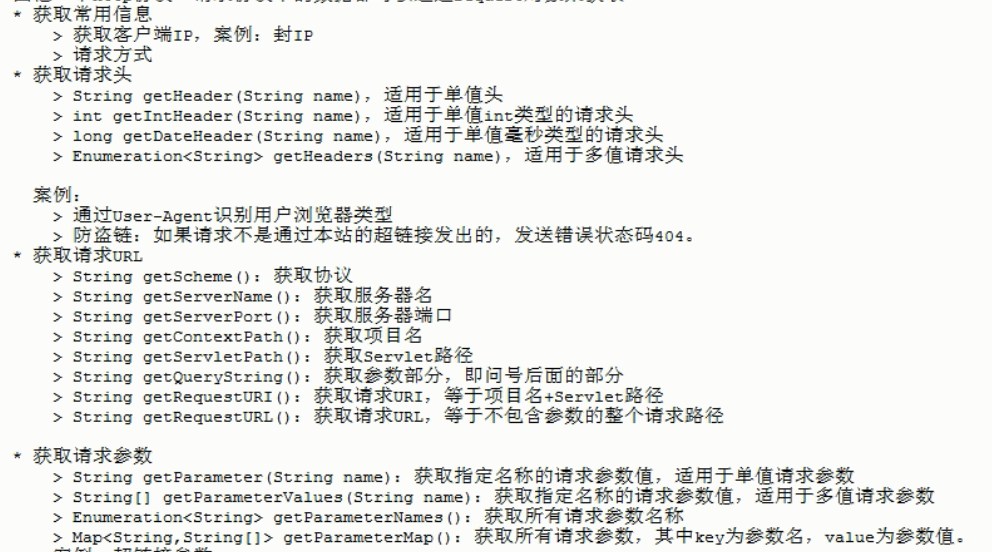 * 获取常用信息
> 获取客户端IP，案例：封IP
> 请求方式
* 获取请求头
> String getHeader(String name)，适用于单值头
> int getIntHeader(String name)，适用于单值int类型的请求头
> long getDateHeader(String name)，适用于单值毫秒类型的请求头
> Enumeration<String> getHeaders(String name)，适用于多值请求头
案例：
> 通过User-Agent识别用户浏览器类型
> 防盗链：如果请求不是通过本站的超链接发出的，发送错误状态码404。
* 获取请求URL
> String getScheme()：获取协议
> String getServerName()：获取服务器名
> String getServerPort()：获取服务器端口
> String getContextPath()：获取项目名
> String getServletPath()：获取Servlet路径
> String getQueryString()：获取参数部分，即问号后面的部分
> String getRequestURI()：获取请求URI，等于项目名+Servlet路径
> String getRequestURL()：获取请求URL，等于不包含参数的整个请求路径
* 获取请求参数
> String getParameter(String name)：获取指定名称的请求参数值，适用于单值请求参数
> String[] getParameterValues(String name)：获取指定名称的请求参数值，适用于多值请求参数
> Enumeration<String> getParameterNames()：获取所有请求参数名称
> Map<String,String[]> getParameterMap()：获取所有请求参数，其中key为参数名，value为参数值。